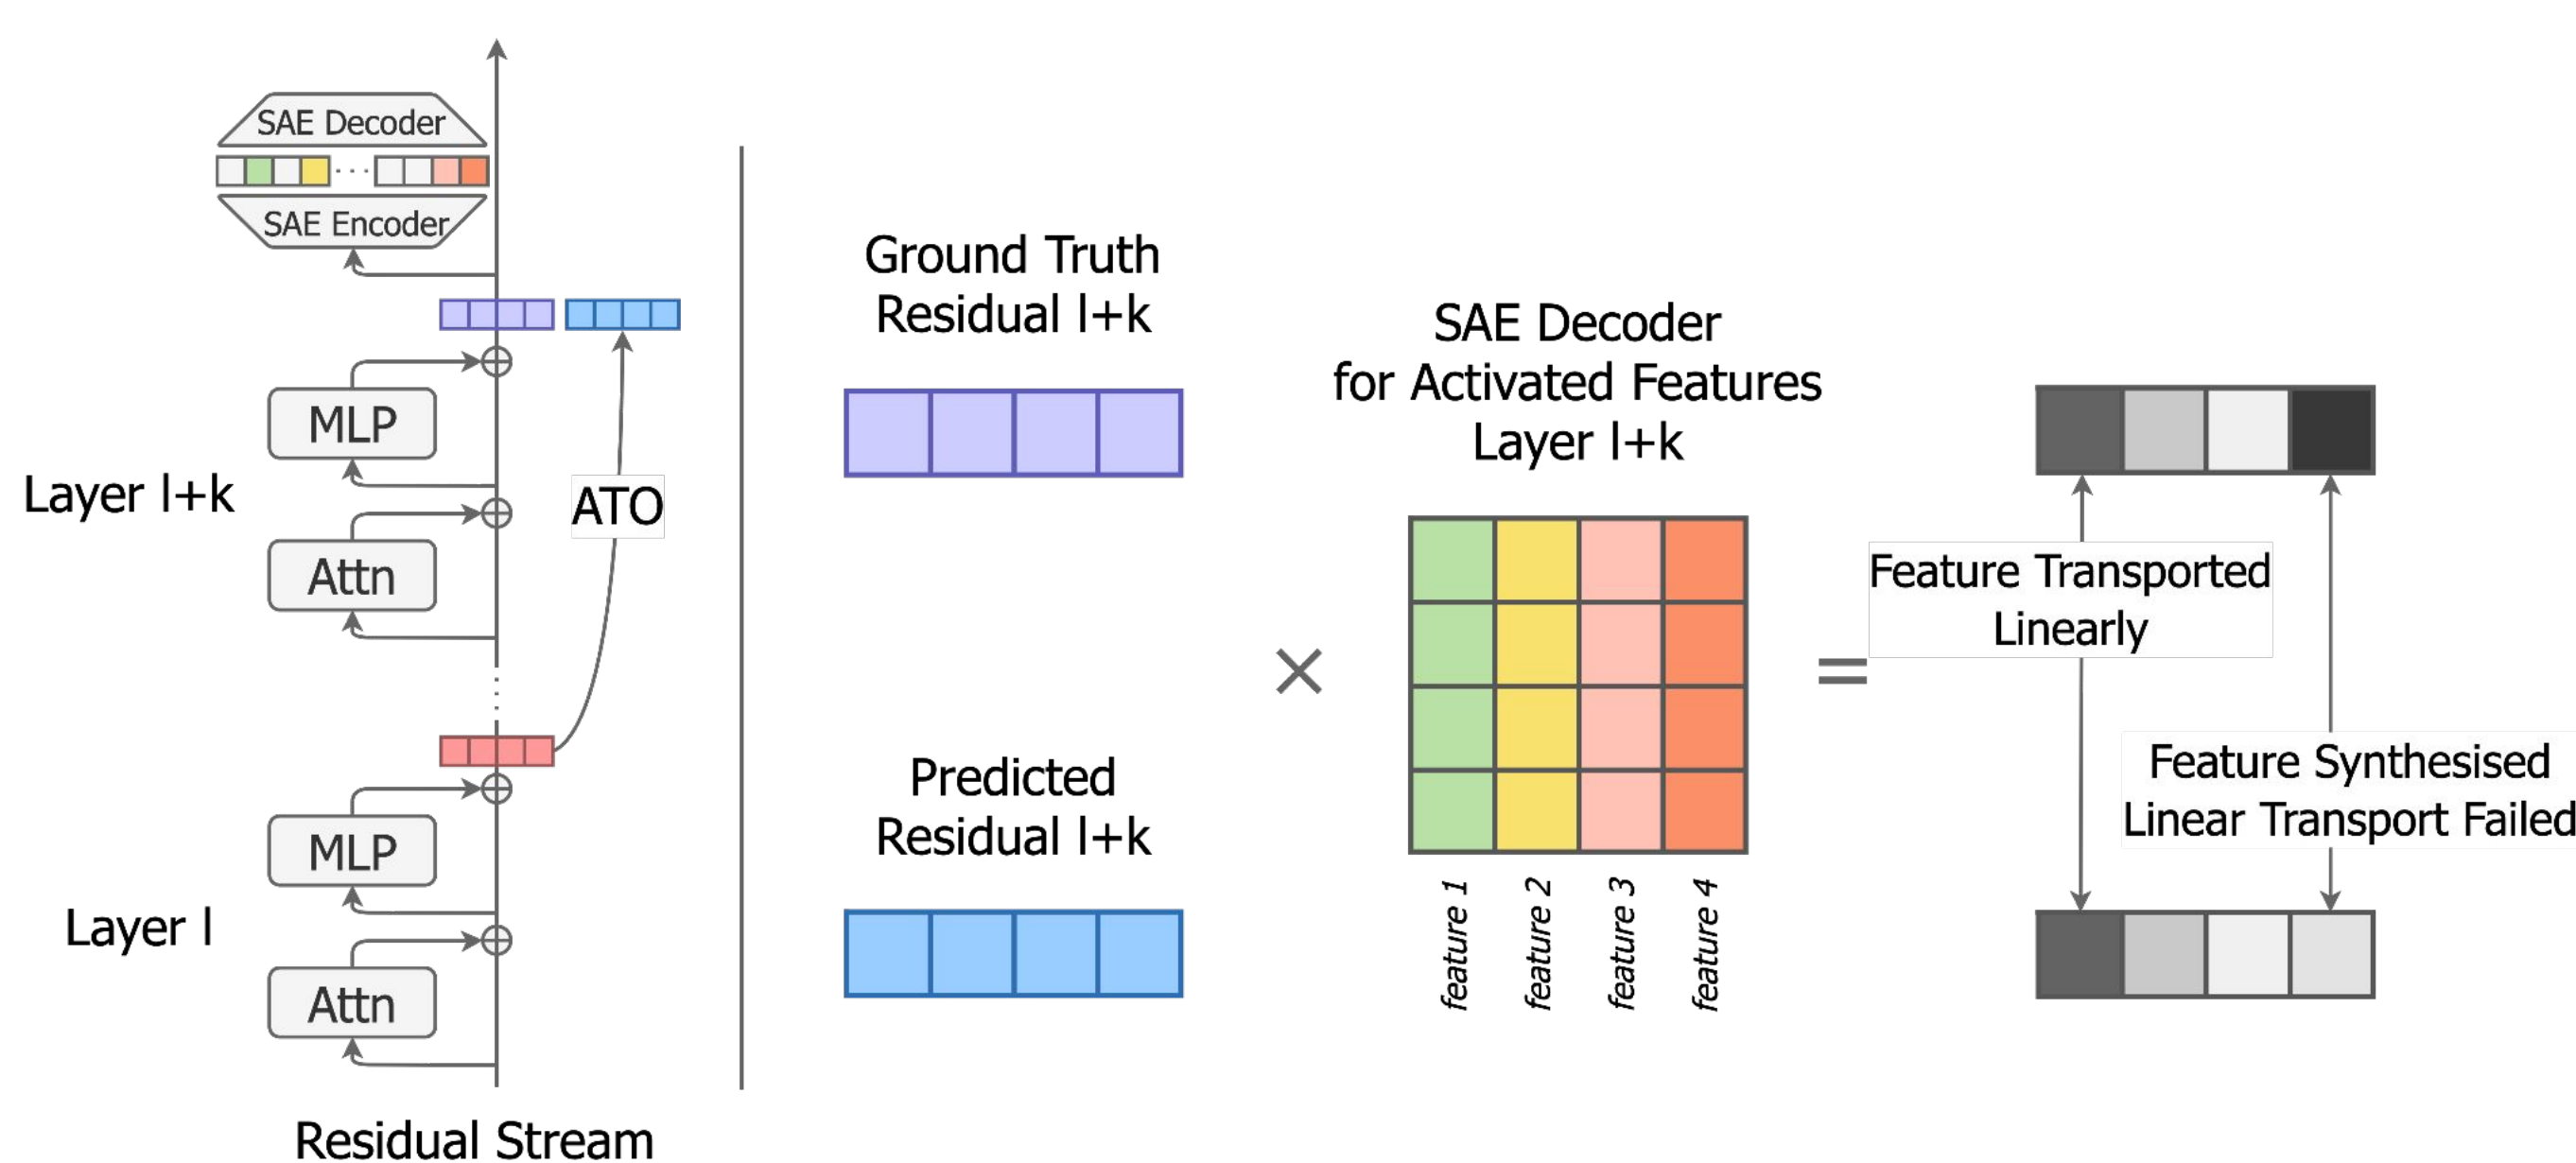 SAE Decoder
SAE Encoder
MLP
Layer l+k
ATO
Attn
MLP
Layer l
Attn
Residual Stream
Ground Truth
Residual l+k
Predicted
Residual l+k
×
SAE Decoder
for Activated Features
Layer l+k
feature 1
feature 2
feature 3
feature 4
=
Feature Transported
Linearly
Feature Synthesised
Linear Transport Failed